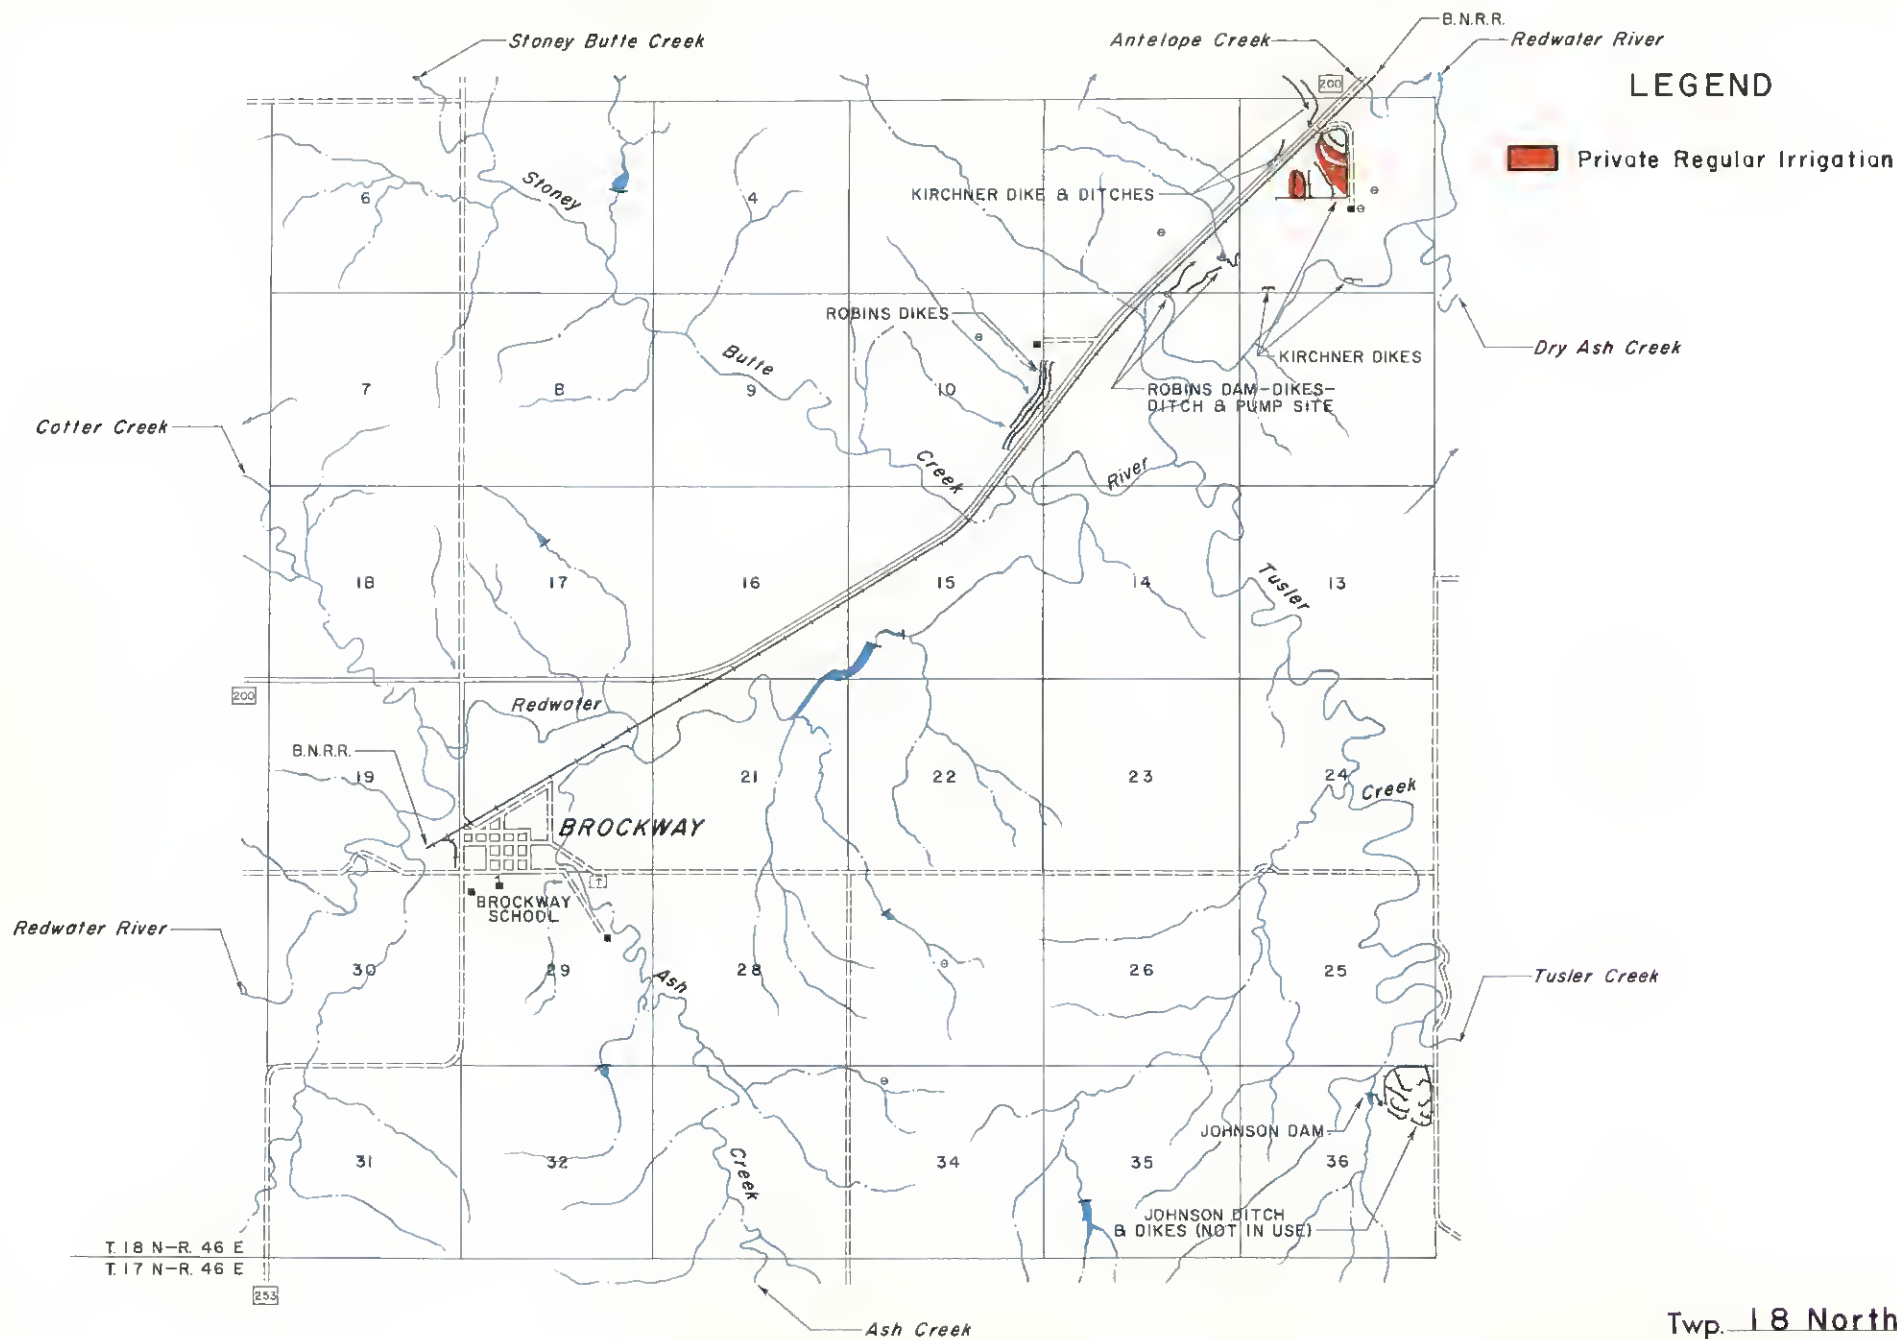 Stoney Butte Creek
Antelope Creek
B.N.R.R.
Redwater River
LEGEND
200
Private Regular Irrigation
Stoney
6
4
KIRCHNER DIKE & DITCHES
ROBINS DIKES
Butte
KIRCHNER DIKES
Dry Ash Creek
7
8
9
10
ROBINS DAM-DIKES-
DITCH & PUMP SITE
Cotter Creek
Creek
River
18
17
16
15
14
Tusler
13
200
Redwater
B.N.R.R.
19
21
22
23
24
Creek
BROCKWAY
BROCKWAY
SCHOOL
Redwater River
30
29
Ash
28
26
25
Tusler Creek
JOHNSON DAM
31
32
Creek
34
35
36
JOHNSON DITCH
& DIKES (NOT IN USE)
T. 18 N-R. 46 E
T. 17 N-R. 46 E
253
Ash Creek
Twp. 18 North